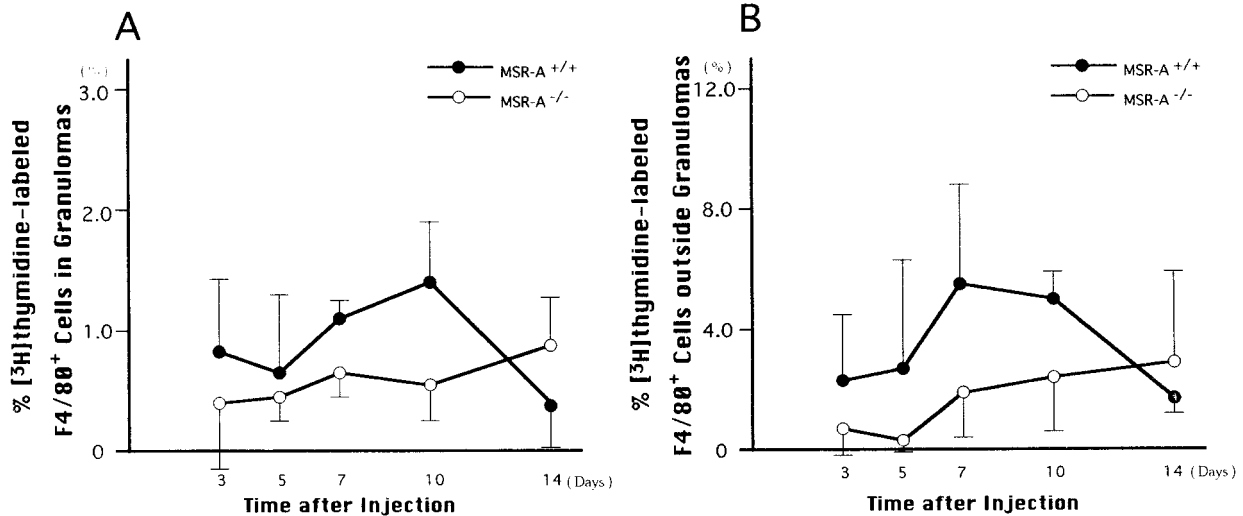 A
% [³H]thymidine-labeled
F4/80⁺ Cells in Granulomas
(%)
3.0
2.0
1.0
0
MSR-A +/+
MSR-A -/-
3 5 7 10 14 (Days)
Time after Injection
B
% [³H]thymidine-labeled
F4/80⁺ Cells outside Granulomas
(%)
12.0
8.0
4.0
0
MSR-A +/+
MSR-A -/-
3 5 7 10 14 (Days)
Time after Injection